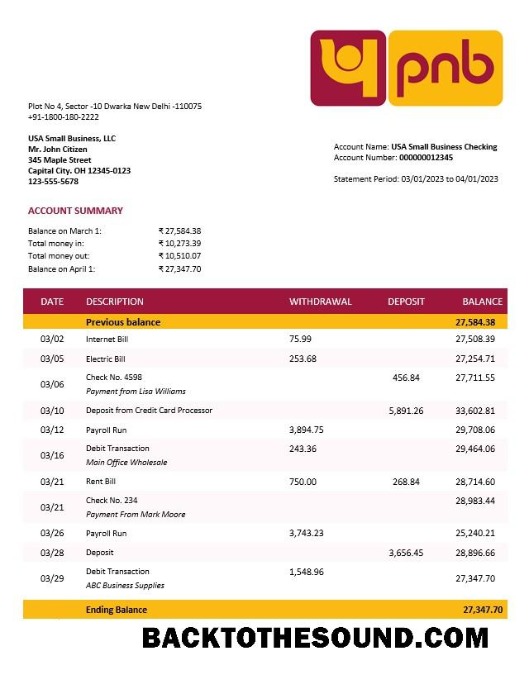 pnb
Plot No 4, Sector -10 Dwarka New Delhi -110075
+91-1800-180-2222
USA Small Business, LLC
Mr. John Citizen
345 Maple Street
Capital City. OH 12345-0123
123-555-5678
Account Name: USA Small Business Checking
Account Number: 000000012345
Statement Period: 03/01/2023 to 04/01/2023
ACCOUNT SUMMARY
Balance on March 1: ₹ 27,584.38
Total money in: ₹ 10,273.39
Total money out: ₹ 10,510.07
Balance on April 1: ₹ 27,347.70
DATE DESCRIPTION WITHDRAWAL DEPOSIT BALANCE
Previous balance 27,584.38
03/02 Internet Bill 75.99 27,508.39
03/05 Electric Bill 253.68 27,254.71
03/06 Check No. 4598 456.84 27,711.55
Payment from Lisa Williams
03/10 Deposit from Credit Card Processor 5,891.26 33,602.81
03/12 Payroll Run 3,894.75 29,708.06
03/16 Debit Transaction 243.36 29,464.06
Main Office Wholesale
03/21 Rent Bill 750.00 268.84 28,714.60
03/21 Check No. 234 28,983.44
Payment From Mark Moore
03/26 Payroll Run 3,743.23 25,240.21
03/28 Deposit 3,656.45 28,896.66
03/29 Debit Transaction 1,548.96 27,347.70
ABC Business Supplies
Ending Balance 27,347.70
BACKTOTHESOUND.COM